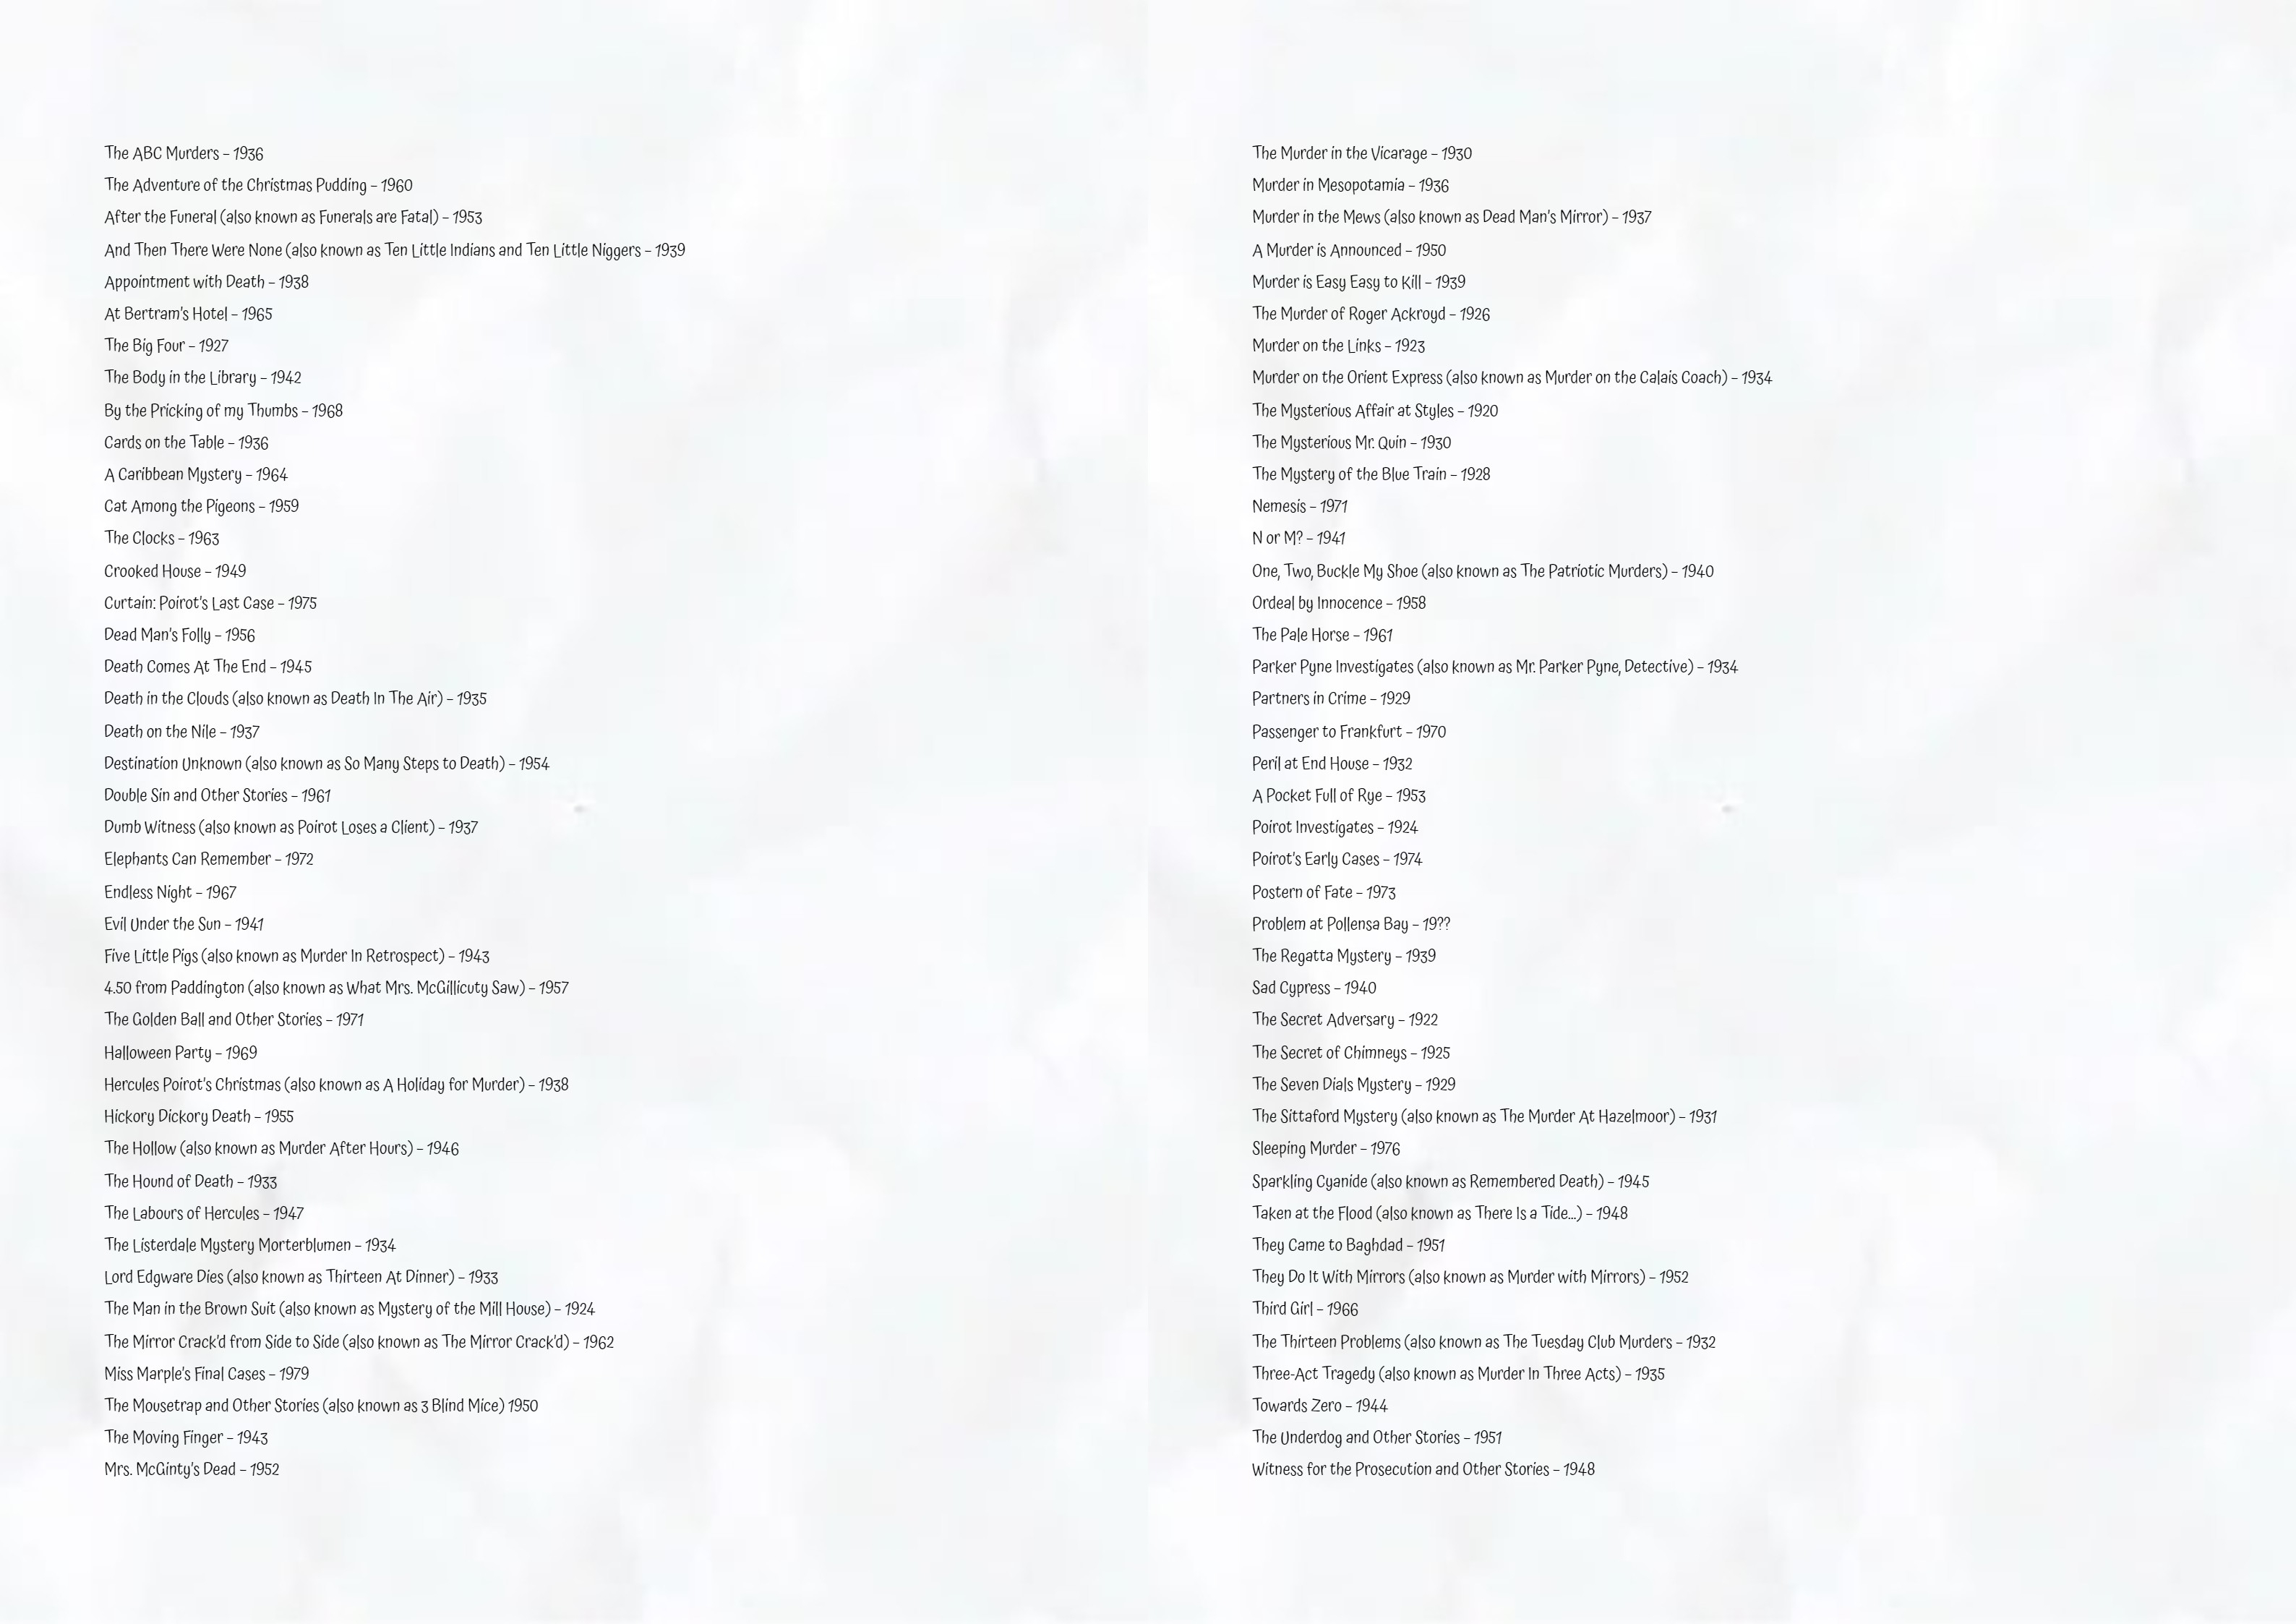 The ABC Murders – 1936
The Adventure of the Christmas Pudding – 1960
After the Funeral (also known as Funerals are Fatal) – 1953
And Then There Were None (also known as Ten Little Indians and Ten Little Niggers – 1939
Appointment with Death – 1938
At Bertram's Hotel – 1965
The Big Four – 1927
The Body in the Library – 1942
By the Pricking of my Thumbs – 1968
Cards on the Table – 1936
A Caribbean Mystery – 1964
Cat Among the Pigeons – 1959
The Clocks – 1963
Crooked House – 1949
Curtain: Poirot's Last Case – 1975
Dead Man's Folly – 1956
Death Comes At The End – 1945
Death in the Clouds (also known as Death In The Air) – 1935
Death on the Nile – 1937
Destination Unknown (also known as So Many Steps to Death) – 1954
Double Sin and Other Stories – 1961
Dumb Witness (also known as Poirot Loses a Client) – 1937
Elephants Can Remember – 1972
Endless Night – 1967
Evil Under the Sun – 1941
Five Little Pigs (also known as Murder In Retrospect) – 1943
4.50 from Paddington (also known as What Mrs. McGillicuty Saw) – 1957
The Golden Ball and Other Stories – 1971
Halloween Party – 1969
Hercules Poirot's Christmas (also known as A Holiday for Murder) – 1938
Hickory Dickory Death – 1955
The Hollow (also known as Murder After Hours) – 1946
The Hound of Death – 1933
The Labours of Hercules – 1947
The Listerdale Mystery Morterblumen – 1934
Lord Edgware Dies (also known as Thirteen At Dinner) – 1933
The Man in the Brown Suit (also known as Mystery of the Mill House) – 1924
The Mirror Crack'd from Side to Side (also known as The Mirror Crack'd) – 1962
Miss Marple's Final Cases – 1979
The Mousetrap and Other Stories (also known as 3 Blind Mice) 1950
The Moving Finger – 1943
Mrs. McGinty's Dead – 1952
The Murder in the Vicarage – 1930
Murder in Mesopotamia – 1936
Murder in the Mews (also known as Dead Man's Mirror) – 1937
A Murder is Announced – 1950
Murder is Easy Easy to Kill – 1939
The Murder of Roger Ackroyd – 1926
Murder on the Links – 1923
Murder on the Orient Express (also known as Murder on the Calais Coach) – 1934
The Mysterious Affair at Styles – 1920
The Mysterious Mr. Quin – 1930
The Mystery of the Blue Train – 1928
Nemesis – 1971
N or M? – 1941
One, Two, Buckle My Shoe (also known as The Patriotic Murders) – 1940
Ordeal by Innocence – 1958
The Pale Horse – 1961
Parker Pyne Investigates (also known as Mr. Parker Pyne, Detective) – 1934
Partners in Crime – 1929
Passenger to Frankfurt – 1970
Peril at End House – 1932
A Pocket Full of Rye – 1953
Poirot Investigates – 1924
Poirot's Early Cases – 1974
Postern of Fate – 1973
Problem at Pollensa Bay – 19??
The Regatta Mystery – 1939
Sad Cypress – 1940
The Secret Adversary – 1922
The Secret of Chimneys – 1925
The Seven Dials Mystery – 1929
The Sittaford Mystery (also known as The Murder At Hazelmoor) – 1931
Sleeping Murder – 1976
Sparkling Cyanide (also known as Remembered Death) – 1945
Taken at the Flood (also known as There Is a Tide...) – 1948
They Came to Baghdad – 1951
They Do It With Mirrors (also known as Murder with Mirrors) – 1952
Third Girl – 1966
The Thirteen Problems (also known as The Tuesday Club Murders – 1932
Three-Act Tragedy (also known as Murder In Three Acts) – 1935
Towards Zero – 1944
The Underdog and Other Stories – 1951
Witness for the Prosecution and Other Stories – 1948